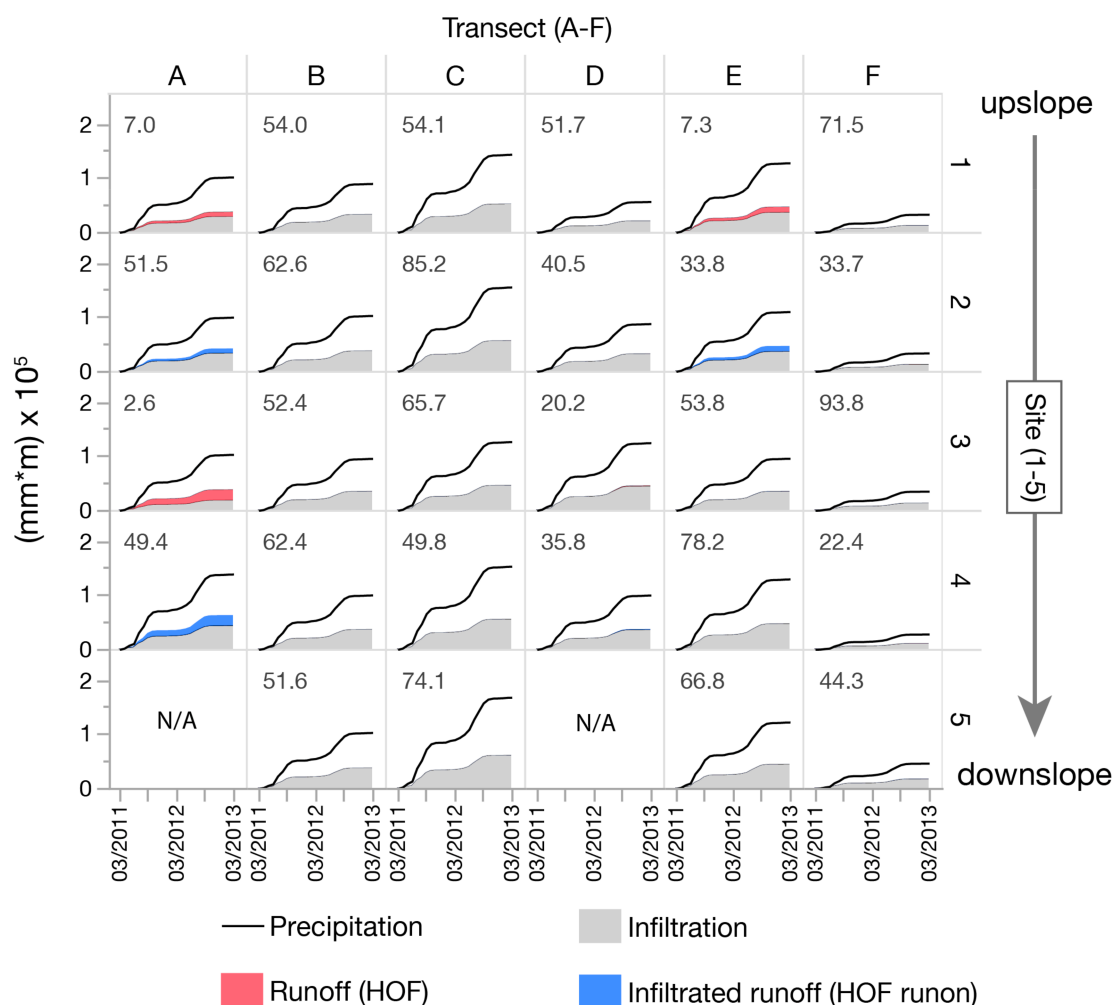 Transect (A-F)
A B C D E F
upslope
2 7.0 54.0 54.1 51.7 7.3 71.5
1 1
0
2 51.5 62.6 85.2 40.5 33.8 33.7
1 2
0
(mm*m) x 10⁵
2 2.6 52.4 65.7 20.2 53.8 93.8
1 3
0
Site (1-5)
2 49.4 62.4 49.8 35.8 78.2 22.4
1 4
0
2 51.6 74.1 66.8 44.3
1 N/A N/A 5
0
downslope
03/2011 03/2012 03/2013 03/2011 03/2012 03/2013 03/2011 03/2012 03/2013 03/2011 03/2012 03/2013 03/2011 03/2012 03/2013 03/2011 03/2012 03/2013
Precipitation Infiltration
Runoff (HOF) Infiltrated runoff (HOF runon)